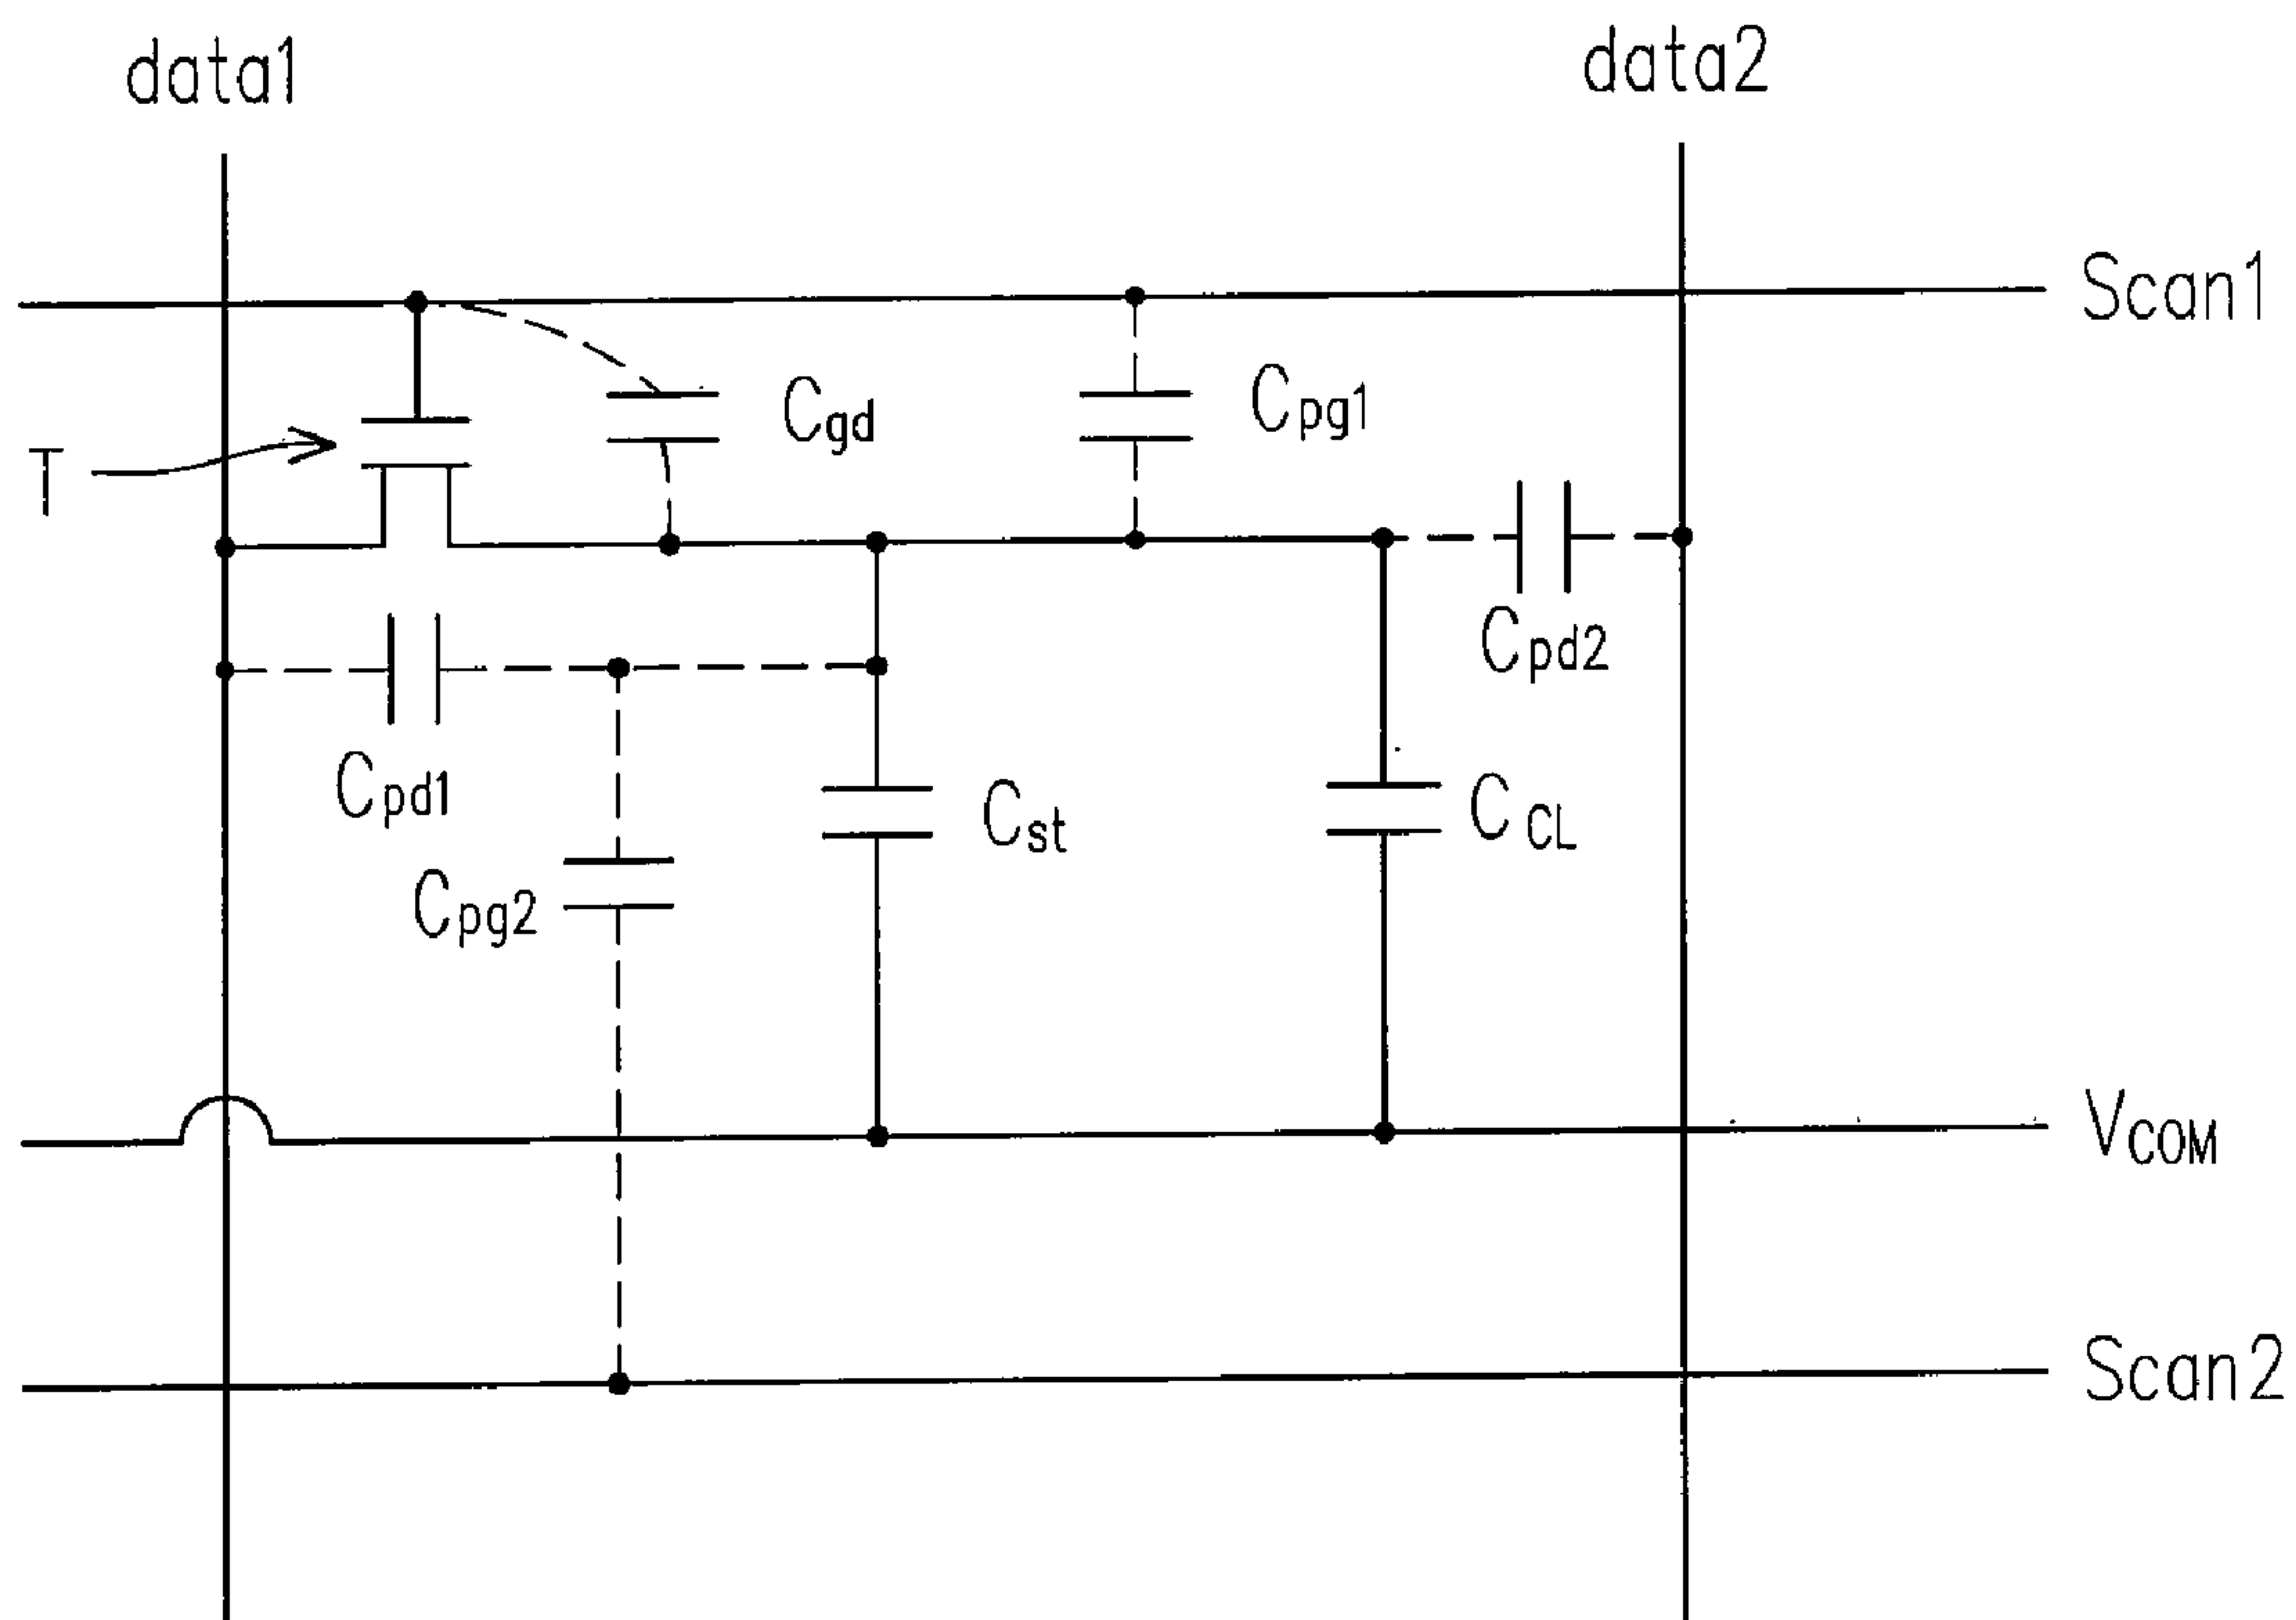 data1
data2
Scan1
Cgd
Cpg1
T
Cpd2
Cpd1
Cst
CCL
Cpg2
VCOM
Scan2